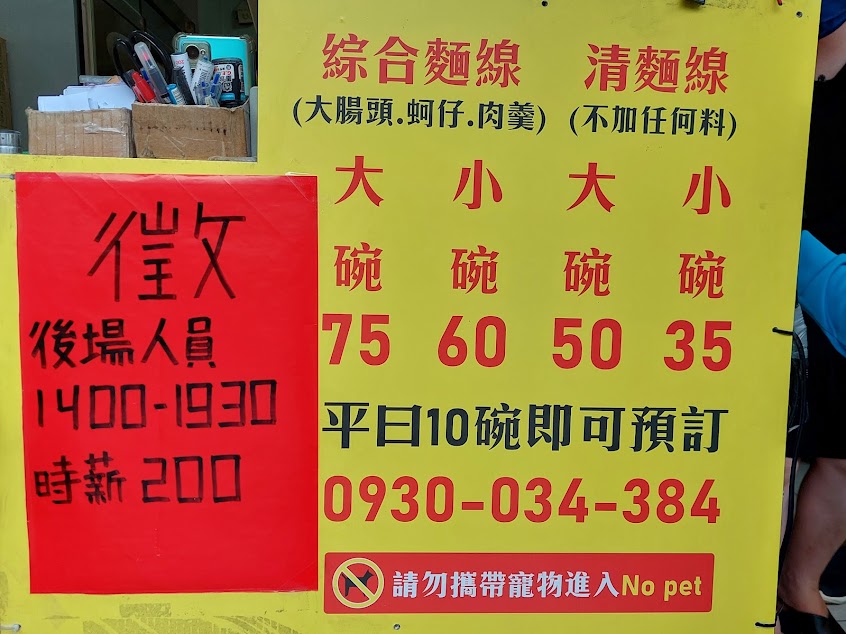 徵
後場人員
1400-1930
時薪 200
綜合麵線 清麵線
(大腸頭.蚵仔.肉羹) (不加任何料)
大碗 小碗 大碗 小碗
75 60 50 35
平日10碗即可預訂
0930-034-384
請勿攜帶寵物進入No pet